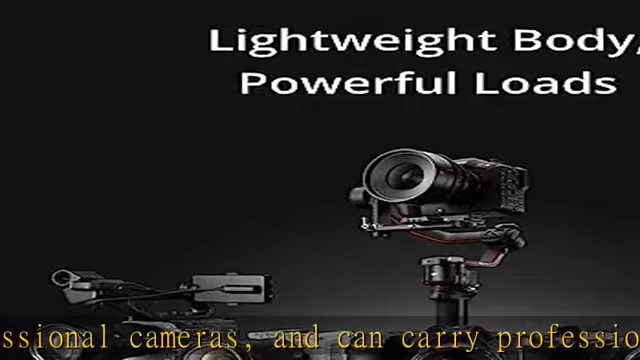 Lightweight Body,
Powerful Loads
ssional cameras, and can carry professio